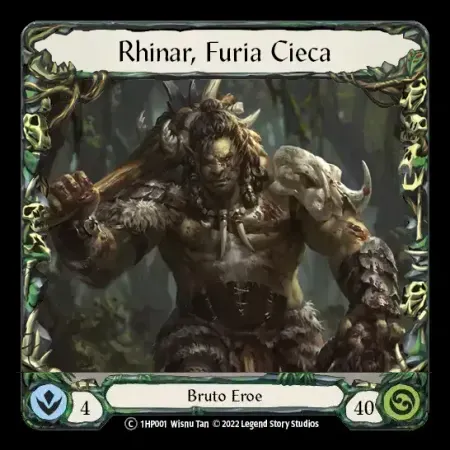 Rhinar, Furia Cieca
Bruto Eroe
4
40
C 1HP001 Wisnu Tan © 2022 Legend Story Studios